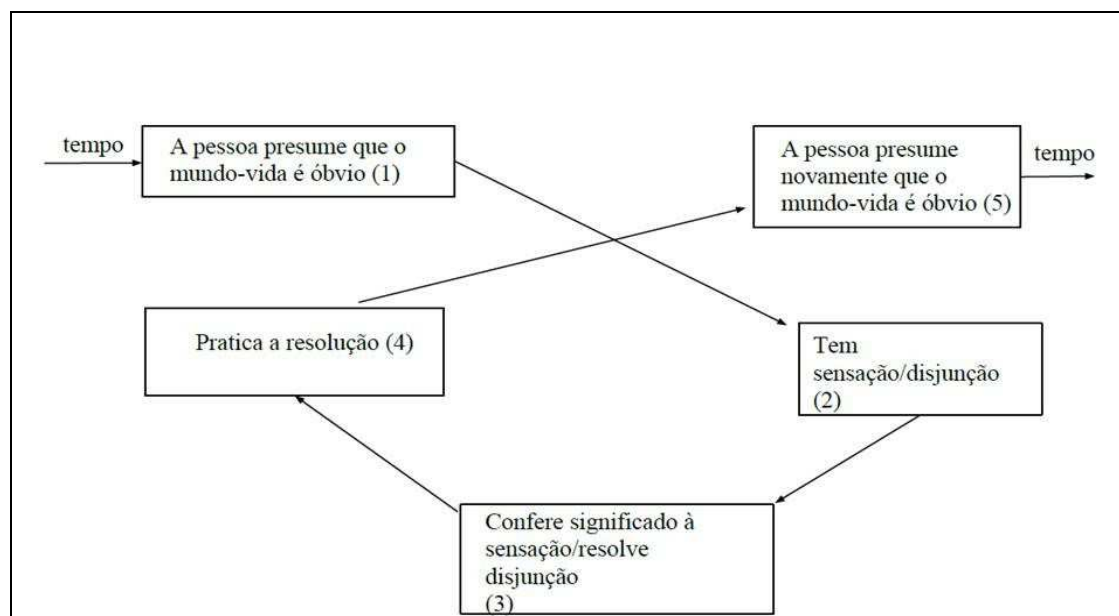 tempo
A pessoa presume que o
mundo-vida é óbvio (1)
A pessoa presume
novamente que o
mundo-vida é óbvio (5)
tempo
Pratica a resolução (4)
Tem
sensação/disjunção
(2)
Confere significado à
sensação/resolve
disjunção
(3)